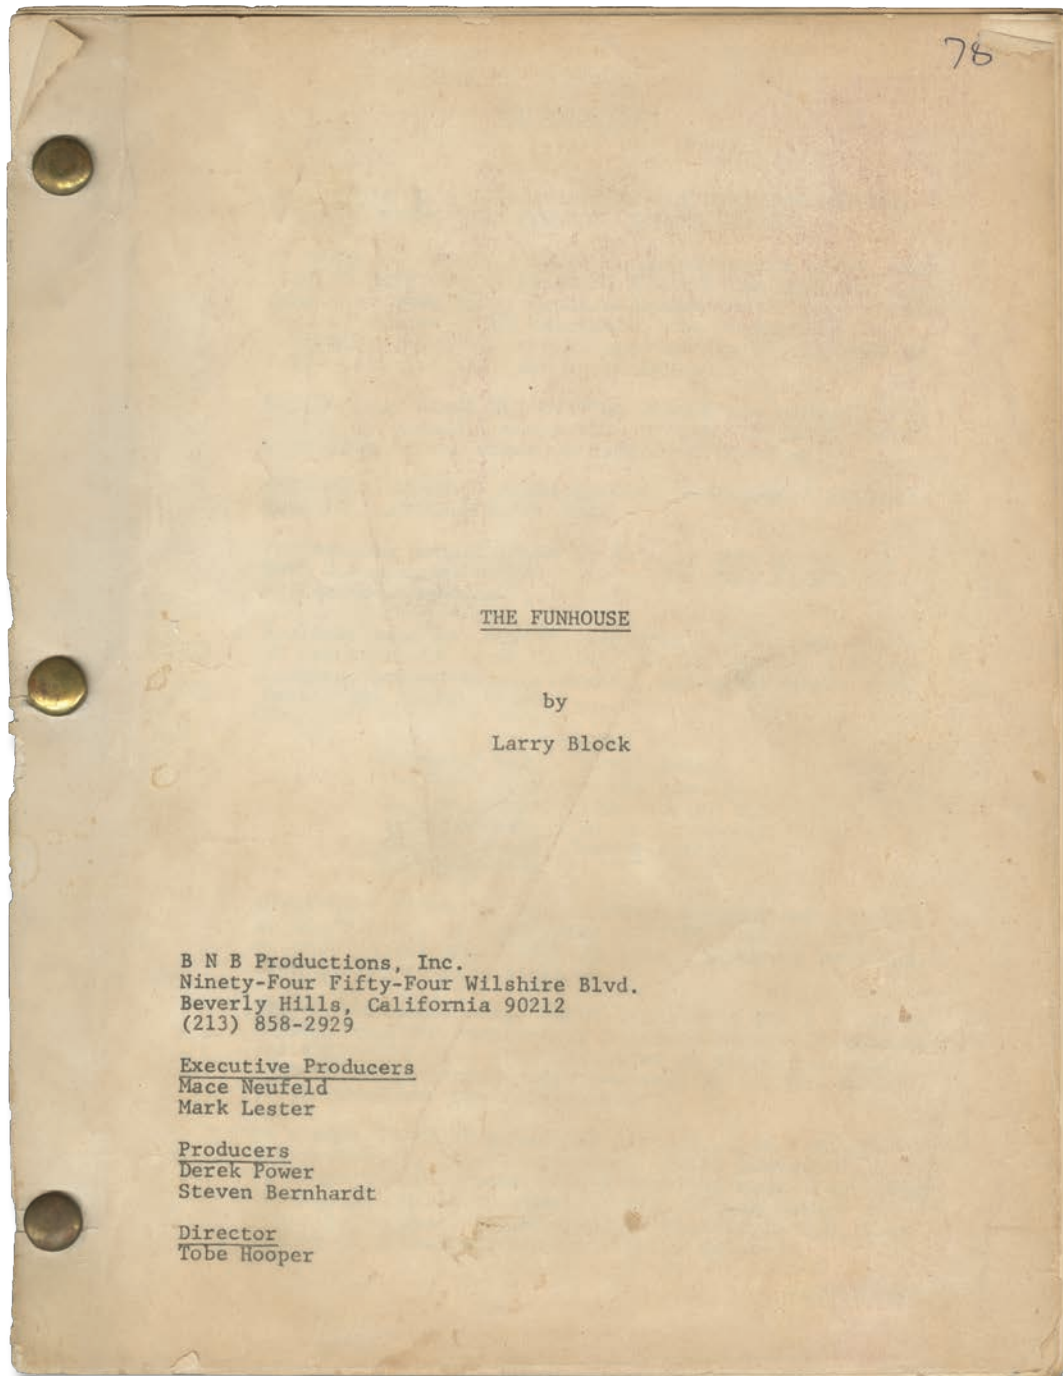 78
THE FUNHOUSE
by
Larry Block
B N B Productions, Inc.
Ninety-Four Fifty-Four Wilshire Blvd.
Beverly Hills, California 90212
(213) 858-2929
Executive Producers
Mace Neufeld
Mark Lester
Producers
Derek Power
Steven Bernhardt
Director
Tobe Hooper